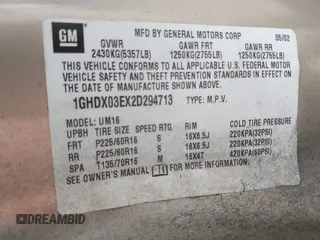 GM
MFD BY GENERAL MOTORS CORP 05/02
GVWR GAWR FRT GAWR RR
2430KG(5357LB) 1250KG(2755LB) 1250KG(2755LB)
THIS VEHICLE CONFORMS TO ALL APPLICABLE U.S. FEDERAL
MOTOR VEHICLE SAFETY, BUMPER, AND THEFT
PREVENTION STANDARDS IN EFFECT ON
THE DATE OF MANUFACTURE SHOWN ABOVE.
1GHDX03EX2D294713 TYPE: M.P.V.
MODEL: UM16
UPBH TIRE SIZE SPEED RTG RIM COLD TIRE PRESSURE
FRT P225/60R16 S 16X6.5J 220KPA(32PSI)
RR P225/60R16 S 16X6.5J 220KPA(32PSI)
SPA T135/70R16 M 16X4T 420KPA(60PSI)
SEE OWNER'S MANUAL FOR ADDITIONAL INFORMATION.
DREAMBID